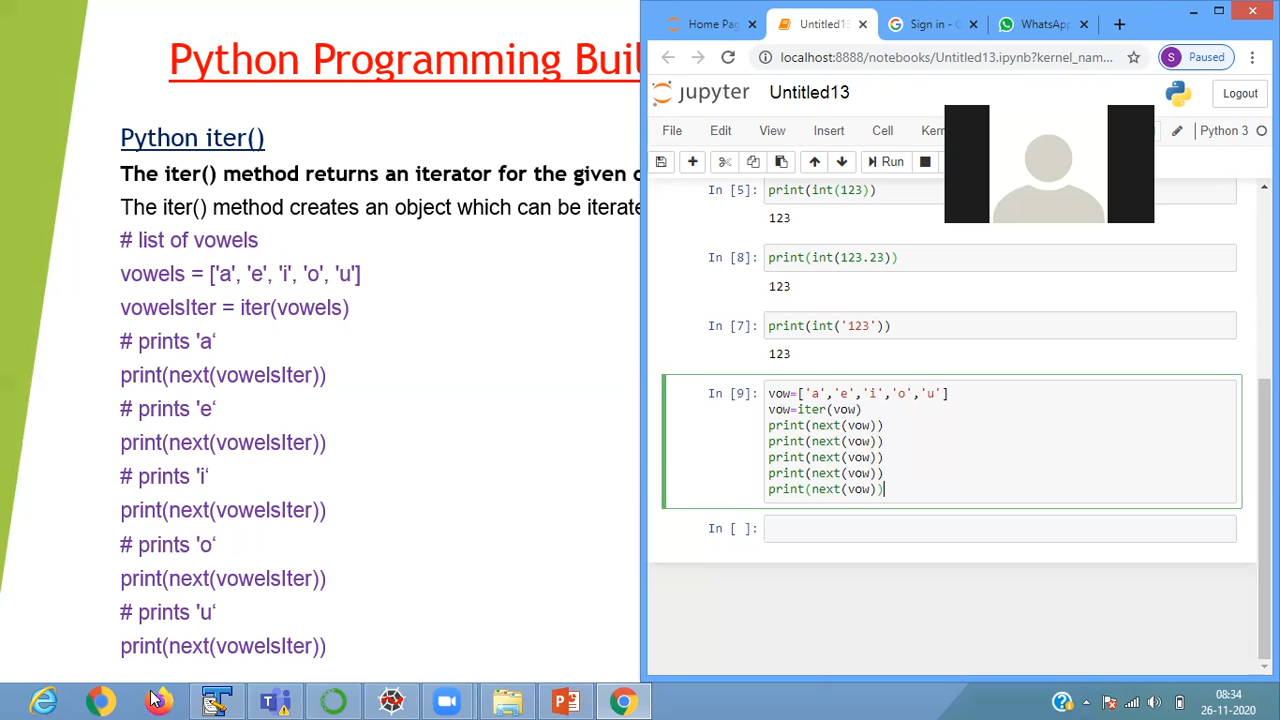 Python Programming Buil
Python iter()
The iter() method returns an iterator for the given o
The iter() method creates an object which can be iterate
# list of vowels
vowels = ['a', 'e', 'i', 'o', 'u']
vowelsIter = iter(vowels)
# prints 'a‘
print(next(vowelsIter))
# prints 'e‘
print(next(vowelsIter))
# prints 'i‘
print(next(vowelsIter))
# prints 'o‘
print(next(vowelsIter))
# prints 'u‘
print(next(vowelsIter))
Home Pag
Untitled13
Sign in - G
WhatsApp
localhost:8888/notebooks/Untitled13.ipynb?kernel_nam...
S Paused
jupyter Untitled13
Logout
File Edit View Insert Cell Kern
Python 3
Run
In [5]: print(int(123))
123
In [8]: print(int(123.23))
123
In [7]: print(int('123'))
123
In [9]: vow=['a','e','i','o','u']
vow=iter(vow)
print(next(vow))
print(next(vow))
print(next(vow))
print(next(vow))
print(next(vow))
In [ ]:
08:34
26-11-2020